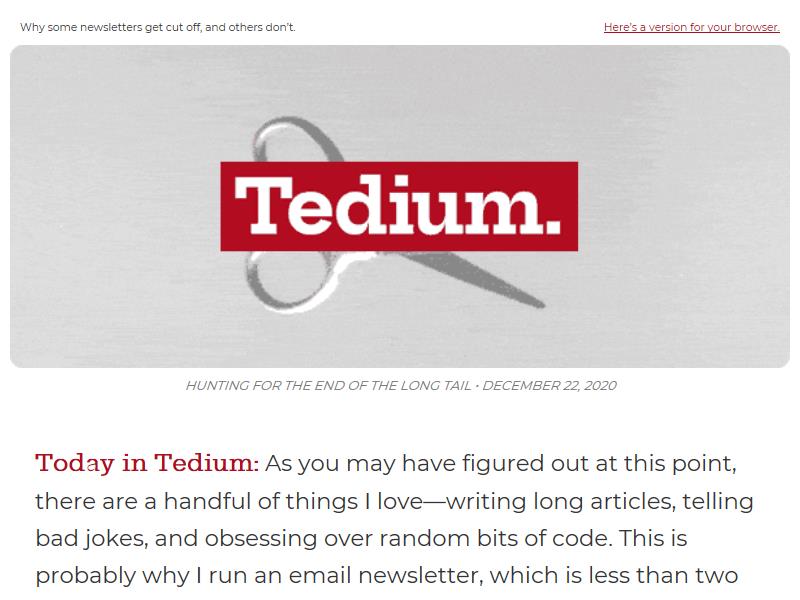 Why some newsletters get cut off, and others don't.
Here's a version for your browser.
Tedium.
HUNTING FOR THE END OF THE LONG TAIL • DECEMBER 22, 2020
Today in Tedium: As you may have figured out at this point,
there are a handful of things I love—writing long articles, telling
bad jokes, and obsessing over random bits of code. This is
probably why I run an email newsletter, which is less than two